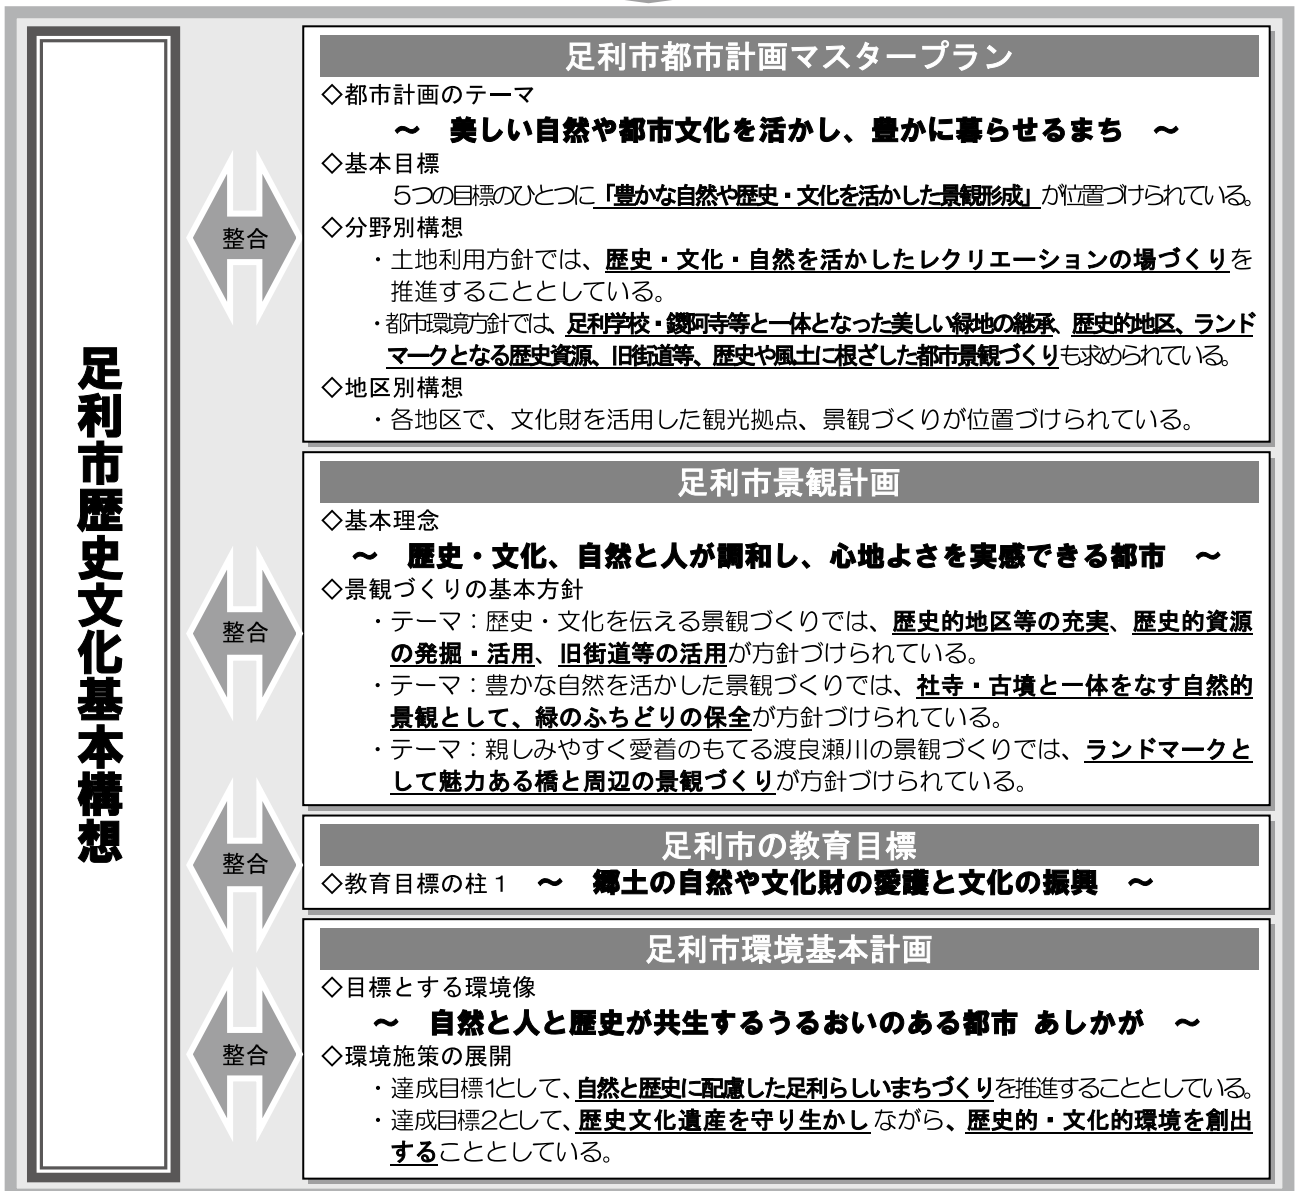 足利市歴史文化基本構想
足利市都市計画マスタープラン
◇都市計画のテーマ
～　美しい自然や都市文化を活かし、豊かに暮らせるまち　～
◇基本目標
５つの目標のひとつに「豊かな自然や歴史・文化を活かした景観形成」が位置づけられている。
整合
◇分野別構想
・土地利用方針では、歴史・文化・自然を活かしたレクリエーションの場づくりを
推進することとしている。
・都市環境方針では、足利学校・鑁阿寺等と一体となった美しい緑地の継承、歴史的地区、ランド
マークとなる歴史資源、旧街道等、歴史や風土に根ざした都市景観づくりも求められている。
◇地区別構想
・各地区で、文化財を活用した観光拠点、景観づくりが位置づけられている。
足利市景観計画
◇基本理念
～　歴史・文化、自然と人が調和し、心地よさを実感できる都市　～
◇景観づくりの基本方針
整合
・テーマ：歴史・文化を伝える景観づくりでは、歴史的地区等の充実、歴史的資源
の発掘・活用、旧街道等の活用が方針づけられている。
・テーマ：豊かな自然を活かした景観づくりでは、社寺・古墳と一体をなす自然的
景観として、緑のふちどりの保全が方針づけられている。
・テーマ：親しみやすく愛着のもてる渡良瀬川の景観づくりでは、ランドマークと
して魅力ある橋と周辺の景観づくりが方針づけられている。
足利市の教育目標
整合
◇教育目標の柱１　～　郷土の自然や文化財の愛護と文化の振興　～
足利市環境基本計画
◇目標とする環境像
～　自然と人と歴史が共生するうるおいのある都市 あしかが　～
整合
◇環境施策の展開
・達成目標1として、自然と歴史に配慮した足利らしいまちづくりを推進することとしている。
・達成目標2として、歴史文化遺産を守り生かしながら、歴史的・文化的環境を創出
することとしている。